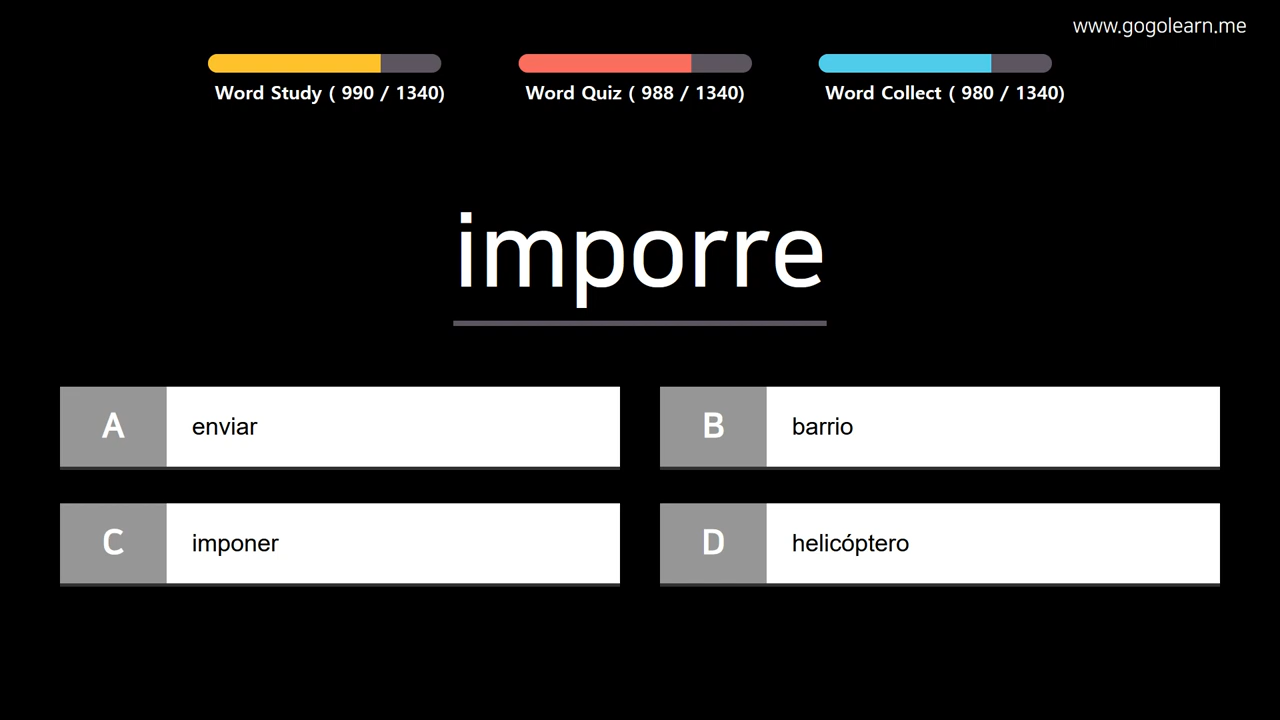 www.gogolearn.me
Word Study ( 990 / 1340)
Word Quiz ( 988 / 1340)
Word Collect ( 980 / 1340)
imporre
A
enviar
B
barrio
C
imponer
D
helicóptero